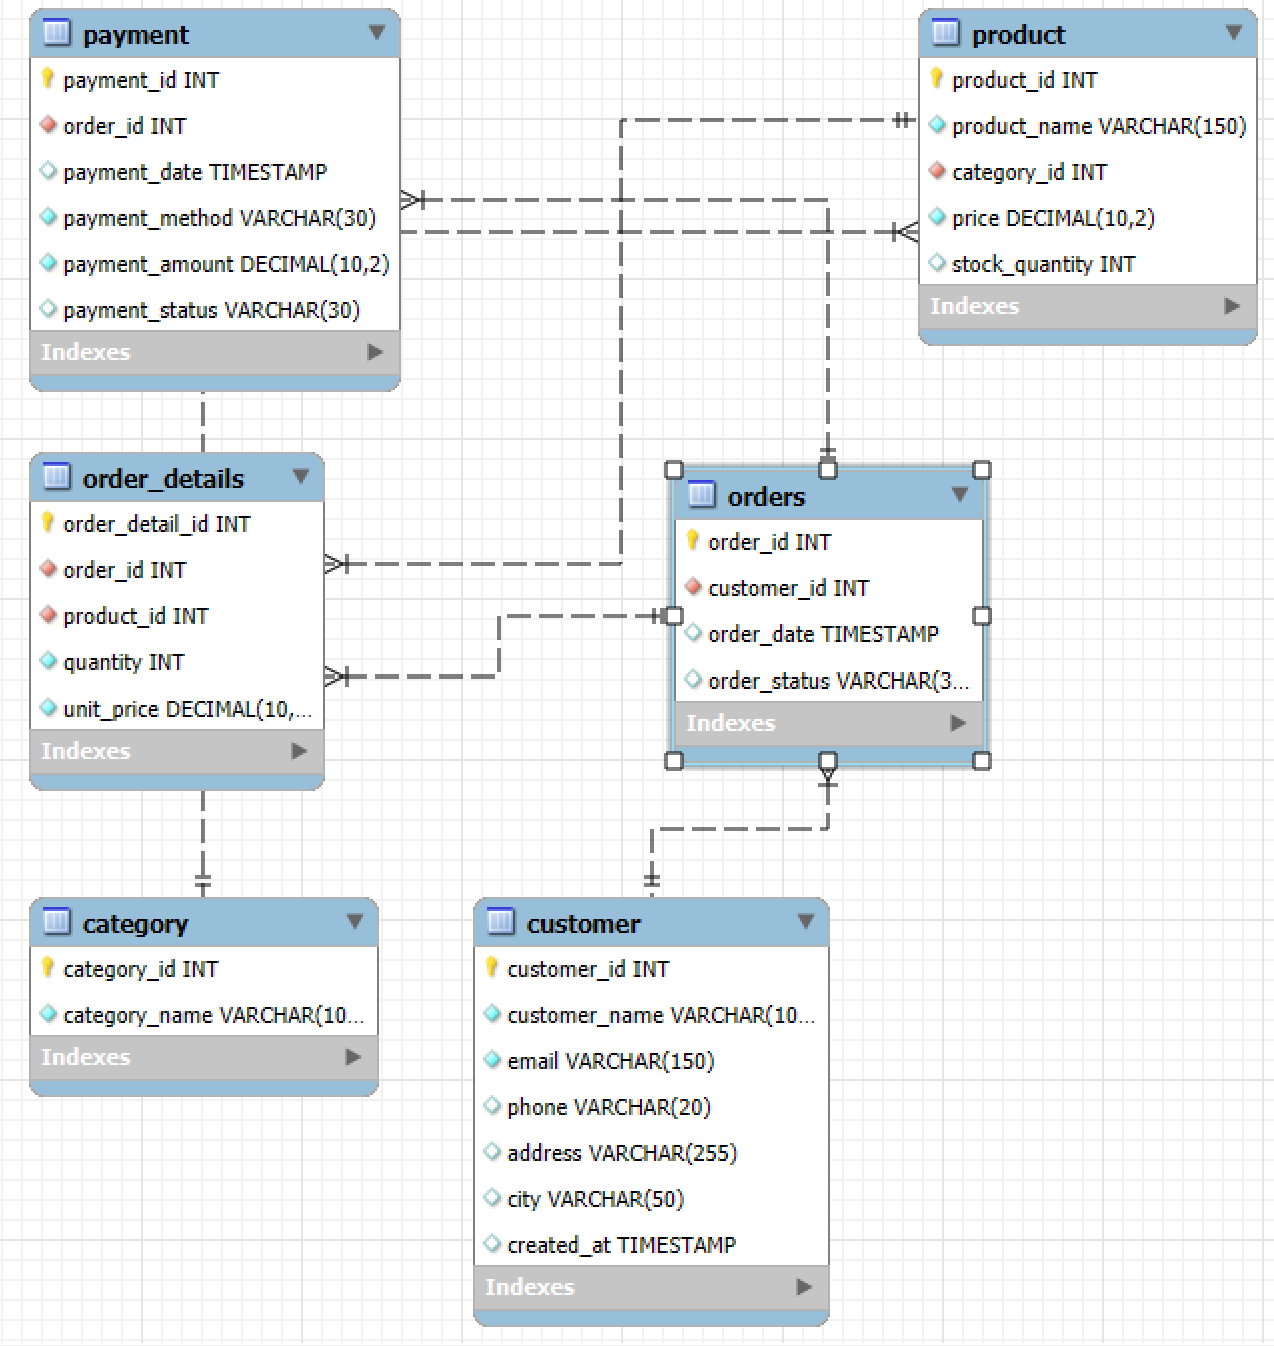 payment
payment_id INT
order_id INT
payment_date TIMESTAMP
payment_method VARCHAR(30)
payment_amount DECIMAL(10,2)
payment_status VARCHAR(30)
Indexes
product
product_id INT
product_name VARCHAR(150)
category_id INT
price DECIMAL(10,2)
stock_quantity INT
Indexes
order_details
order_detail_id INT
order_id INT
product_id INT
quantity INT
unit_price DECIMAL(10,...
Indexes
orders
order_id INT
customer_id INT
order_date TIMESTAMP
order_status VARCHAR(3...
Indexes
category
category_id INT
category_name VARCHAR(10...
Indexes
customer
customer_id INT
customer_name VARCHAR(10...
email VARCHAR(150)
phone VARCHAR(20)
address VARCHAR(255)
city VARCHAR(50)
created_at TIMESTAMP
Indexes